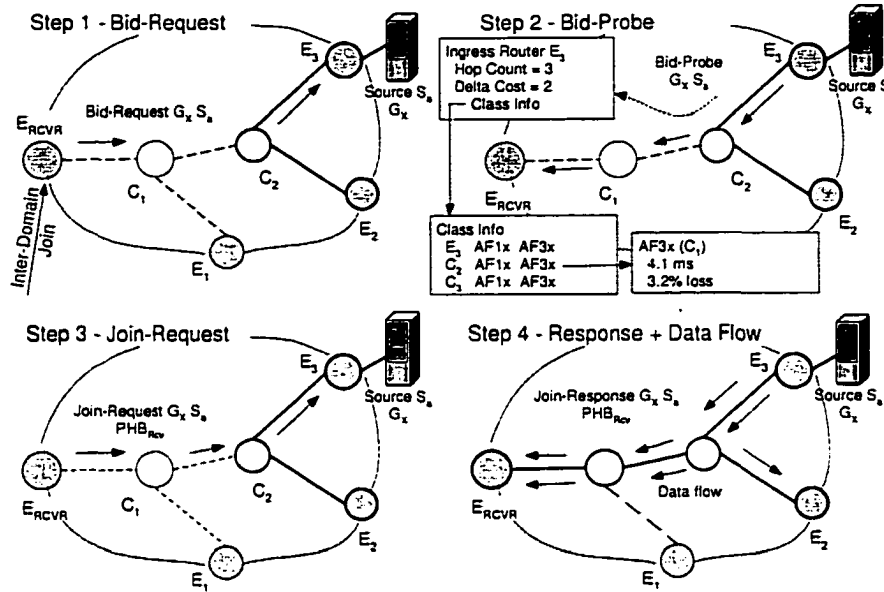 Step 1 - Bid-Request
E3
Source Sa
Gx
Bid-Request Gx Sa
ERCVR
C1
C2
E2
E1
Inter-Domain
Join
Step 2 - Bid-Probe
Ingress Router E3
Hop Count = 3
Delta Cost = 2
Class Info
Bid-Probe
Gx Sa
E3
Source S
Gx
ERCVR
C1
C2
E2
Class Info
E3 AF1x AF3x
C2 AF1x AF3x
C3 AF1x AF3x
AF3x (C1)
4.1 ms
3.2% loss
Step 3 - Join-Request
E3
Source Sa
Gx
Join-Request Gx Sa
PHBRcv
ERCVR
C1
C2
E2
E1
Step 4 - Response + Data Flow
E3
Source Sa
Gx
Join-Response Gx Sa
PHBRcv
Data flow
ERCVR
E2
E1